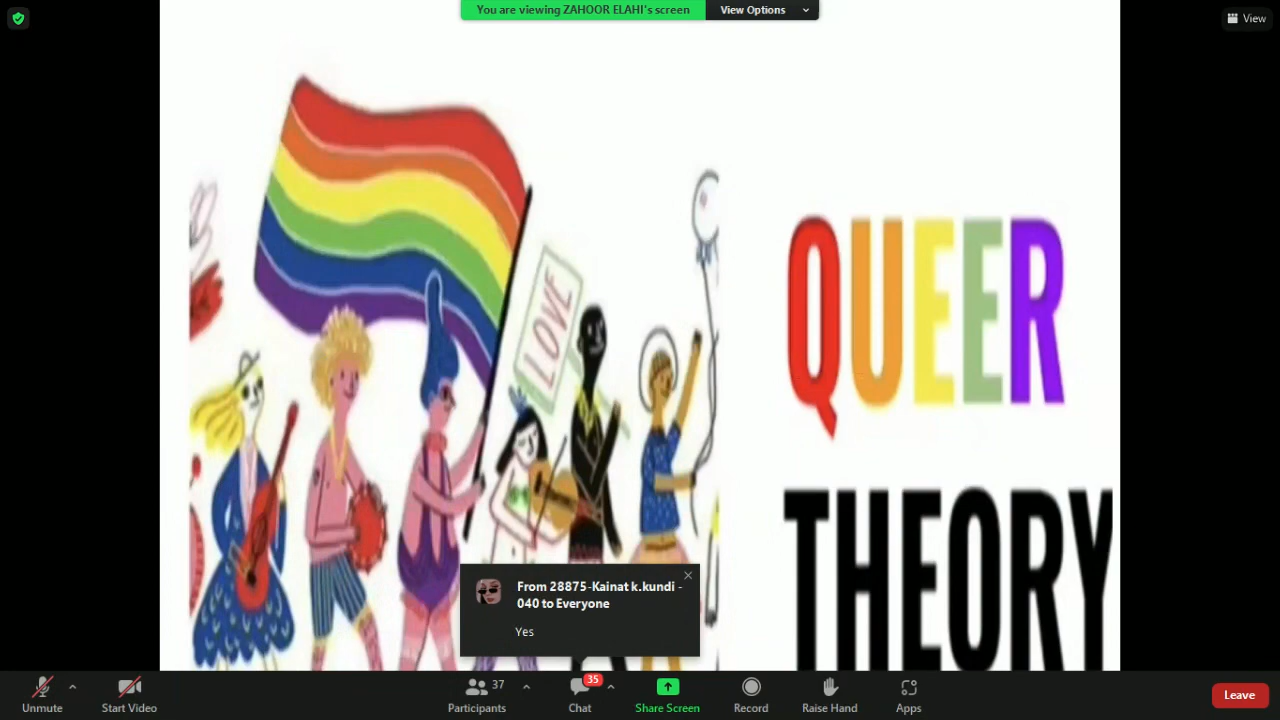 You are viewing ZAHOOR ELAHI's screen View Options
View
LOVE
QUEER
THEORY
From 28875-Kainat k.kundi -
040 to Everyone
Yes
Unmute
Start Video
37
Participants
35
Chat
Share Screen
Record
Raise Hand
Apps
Leave